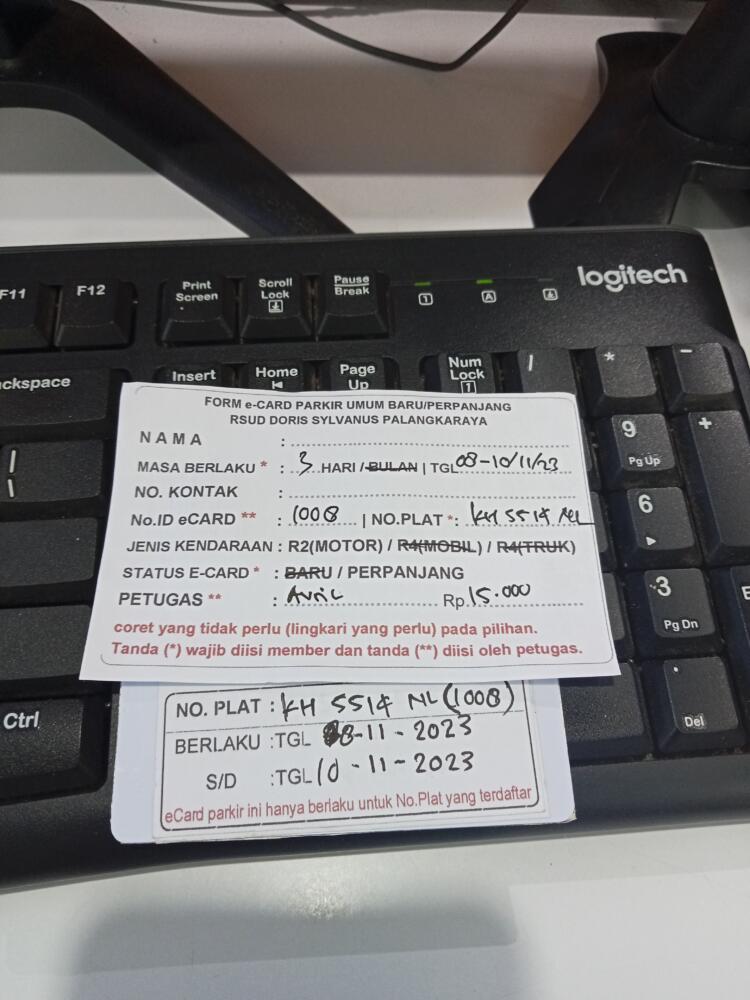 logitech
F11 F12 Print Screen Scroll Lock Pause Break 1 A
ckspace Insert Home Page Up Num Lock 1 / * -
9 Pg Up +
6
3 Pg Dn
Ctrl . Del
FORM e-CARD PARKIR UMUM BARU/PERPANJANG
RSUD DORIS SYLVANUS PALANGKARAYA
NAMA :
MASA BERLAKU * : 3 HARI / BULAN | TGL 08-10/11/23
NO. KONTAK :
No.ID eCARD ** : 1008 | NO.PLAT *: KH 5514 NL
JENIS KENDARAAN : R2(MOTOR) / R4(MOBIL) / R4(TRUK)
STATUS E-CARD * : BARU / PERPANJANG
PETUGAS ** : Avril Rp. 15.000
coret yang tidak perlu (lingkari yang perlu) pada pilihan.
Tanda (*) wajib diisi member dan tanda (**) diisi oleh petugas.
NO. PLAT : KH 5514 NL (1008)
BERLAKU :TGL 08-11-2023
S/D :TGL 10-11-2023
eCard parkir ini hanya berlaku untuk No.Plat yang terdaftar